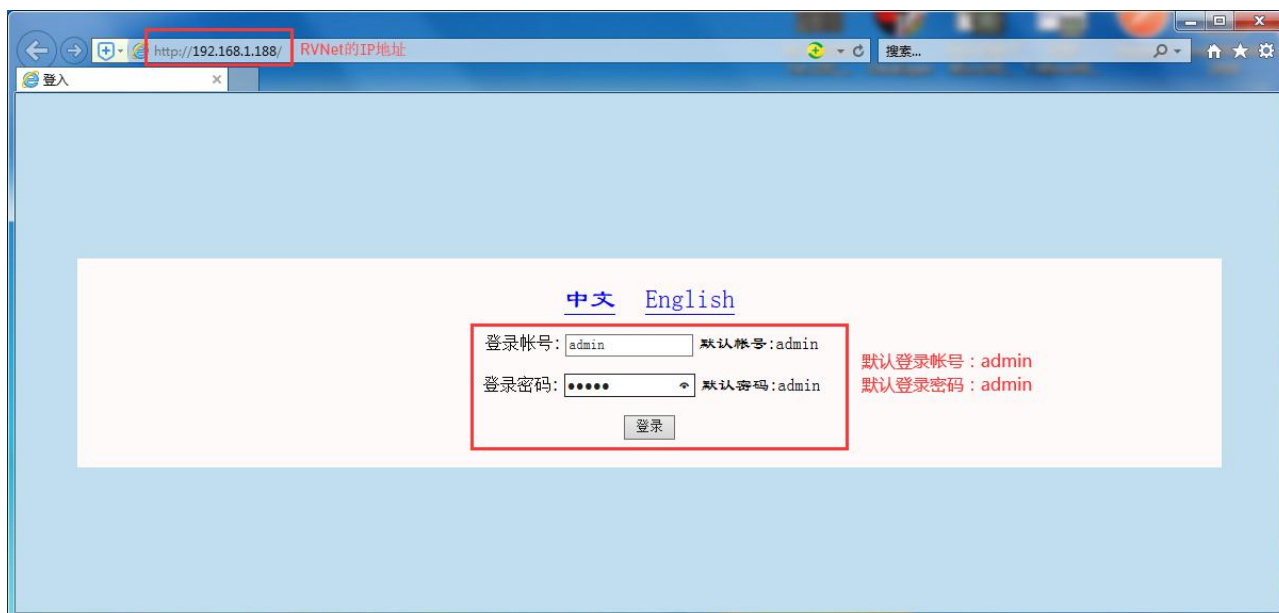 http://192.168.1.188/ RVNet的IP地址 搜索...
登入
中文 English
登录帐号: admin 默认帐号:admin
默认登录帐号：admin
登录密码: ●●●●● 默认密码:admin
默认登录密码：admin
登录